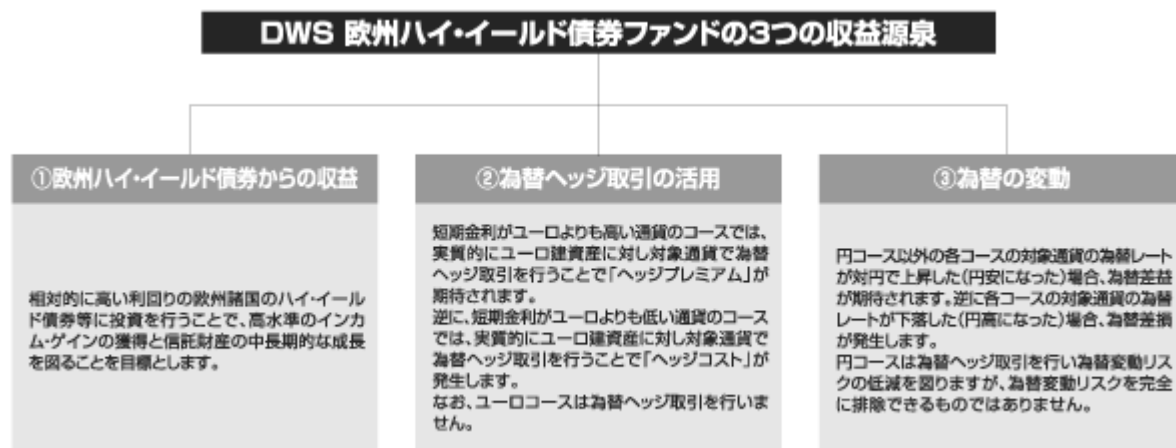 DWS 欧州ハイ・イールド債券ファンドの3つの収益源泉
①欧州ハイ・イールド債券からの収益
相対的に高い利回りの欧州諸国のハイ・イール
ド債券等に投資を行うことで、高水準のインカ
ム・ゲインの獲得と信託財産の中長期的な成長
を図ることを目標とします。
②為替ヘッジ取引の活用
短期金利がユーロよりも高い通貨のコースでは、
実質的にユーロ建資産に対し対象通貨で為替
ヘッジ取引を行うことで「ヘッジプレミアム」が
期待されます。
逆に、短期金利がユーロよりも低い通貨のコース
では、実質的にユーロ建資産に対し対象通貨で
為替ヘッジ取引を行うことで「ヘッジコスト」が
発生します。
なお、ユーロコースは為替ヘッジ取引を行いま
せん。
③為替の変動
円コース以外の各コースの対象通貨の為替レート
が対円で上昇した(円安になった)場合、為替差益
が期待されます。逆に各コースの対象通貨の為替
レートが下落した(円高になった)場合、為替差損
が発生します。
円コースは為替ヘッジ取引を行い為替変動リス
クの低減を図りますが、為替変動リスクを完全
に排除できるものではありません。